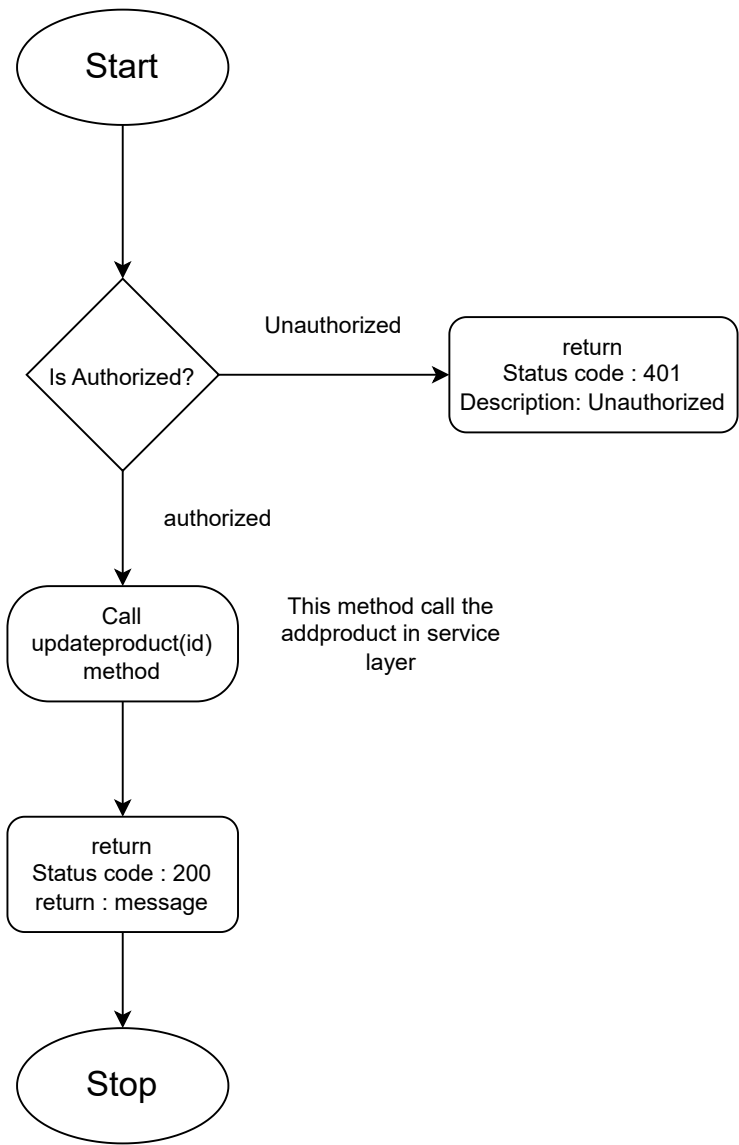 Start
Is Authorized?
Unauthorized
return
Status code : 401
Description: Unauthorized
authorized
Call
updateproduct(id)
method
This method call the
addproduct in service
layer
return
Status code : 200
return : message
Stop